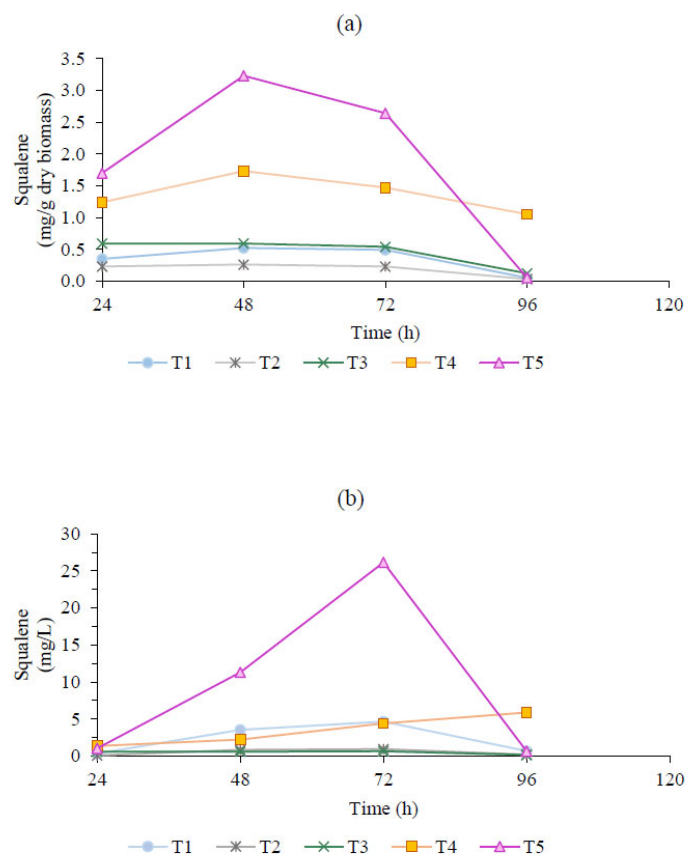 (a)
Squalene
(mg/g dry biomass)
3.5
3.0
2.5
2.0
1.5
1.0
0.5
0.0
24 48 72 96 120
Time (h)
T1 T2 T3 T4 T5
(b)
Squalene
(mg/L)
30
25
20
15
10
5
0
24 48 72 96 120
Time (h)
T1 T2 T3 T4 T5